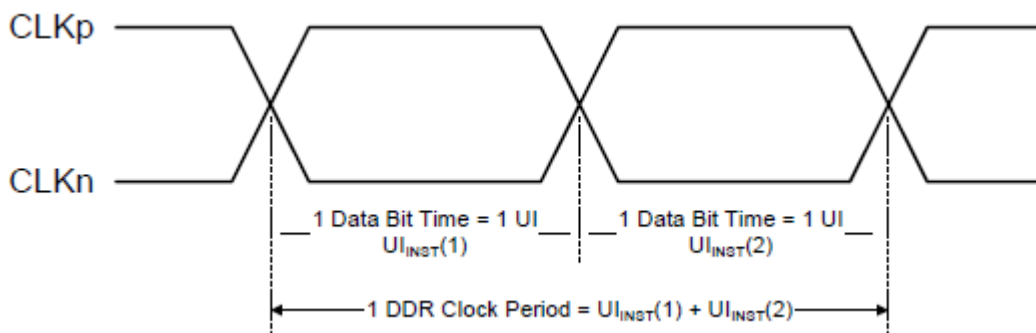 CLKp
CLKn
1 Data Bit Time = 1 UI
UI_INST(1)
1 Data Bit Time = 1 UI
UI_INST(2)
1 DDR Clock Period = UI_INST(1) + UI_INST(2)